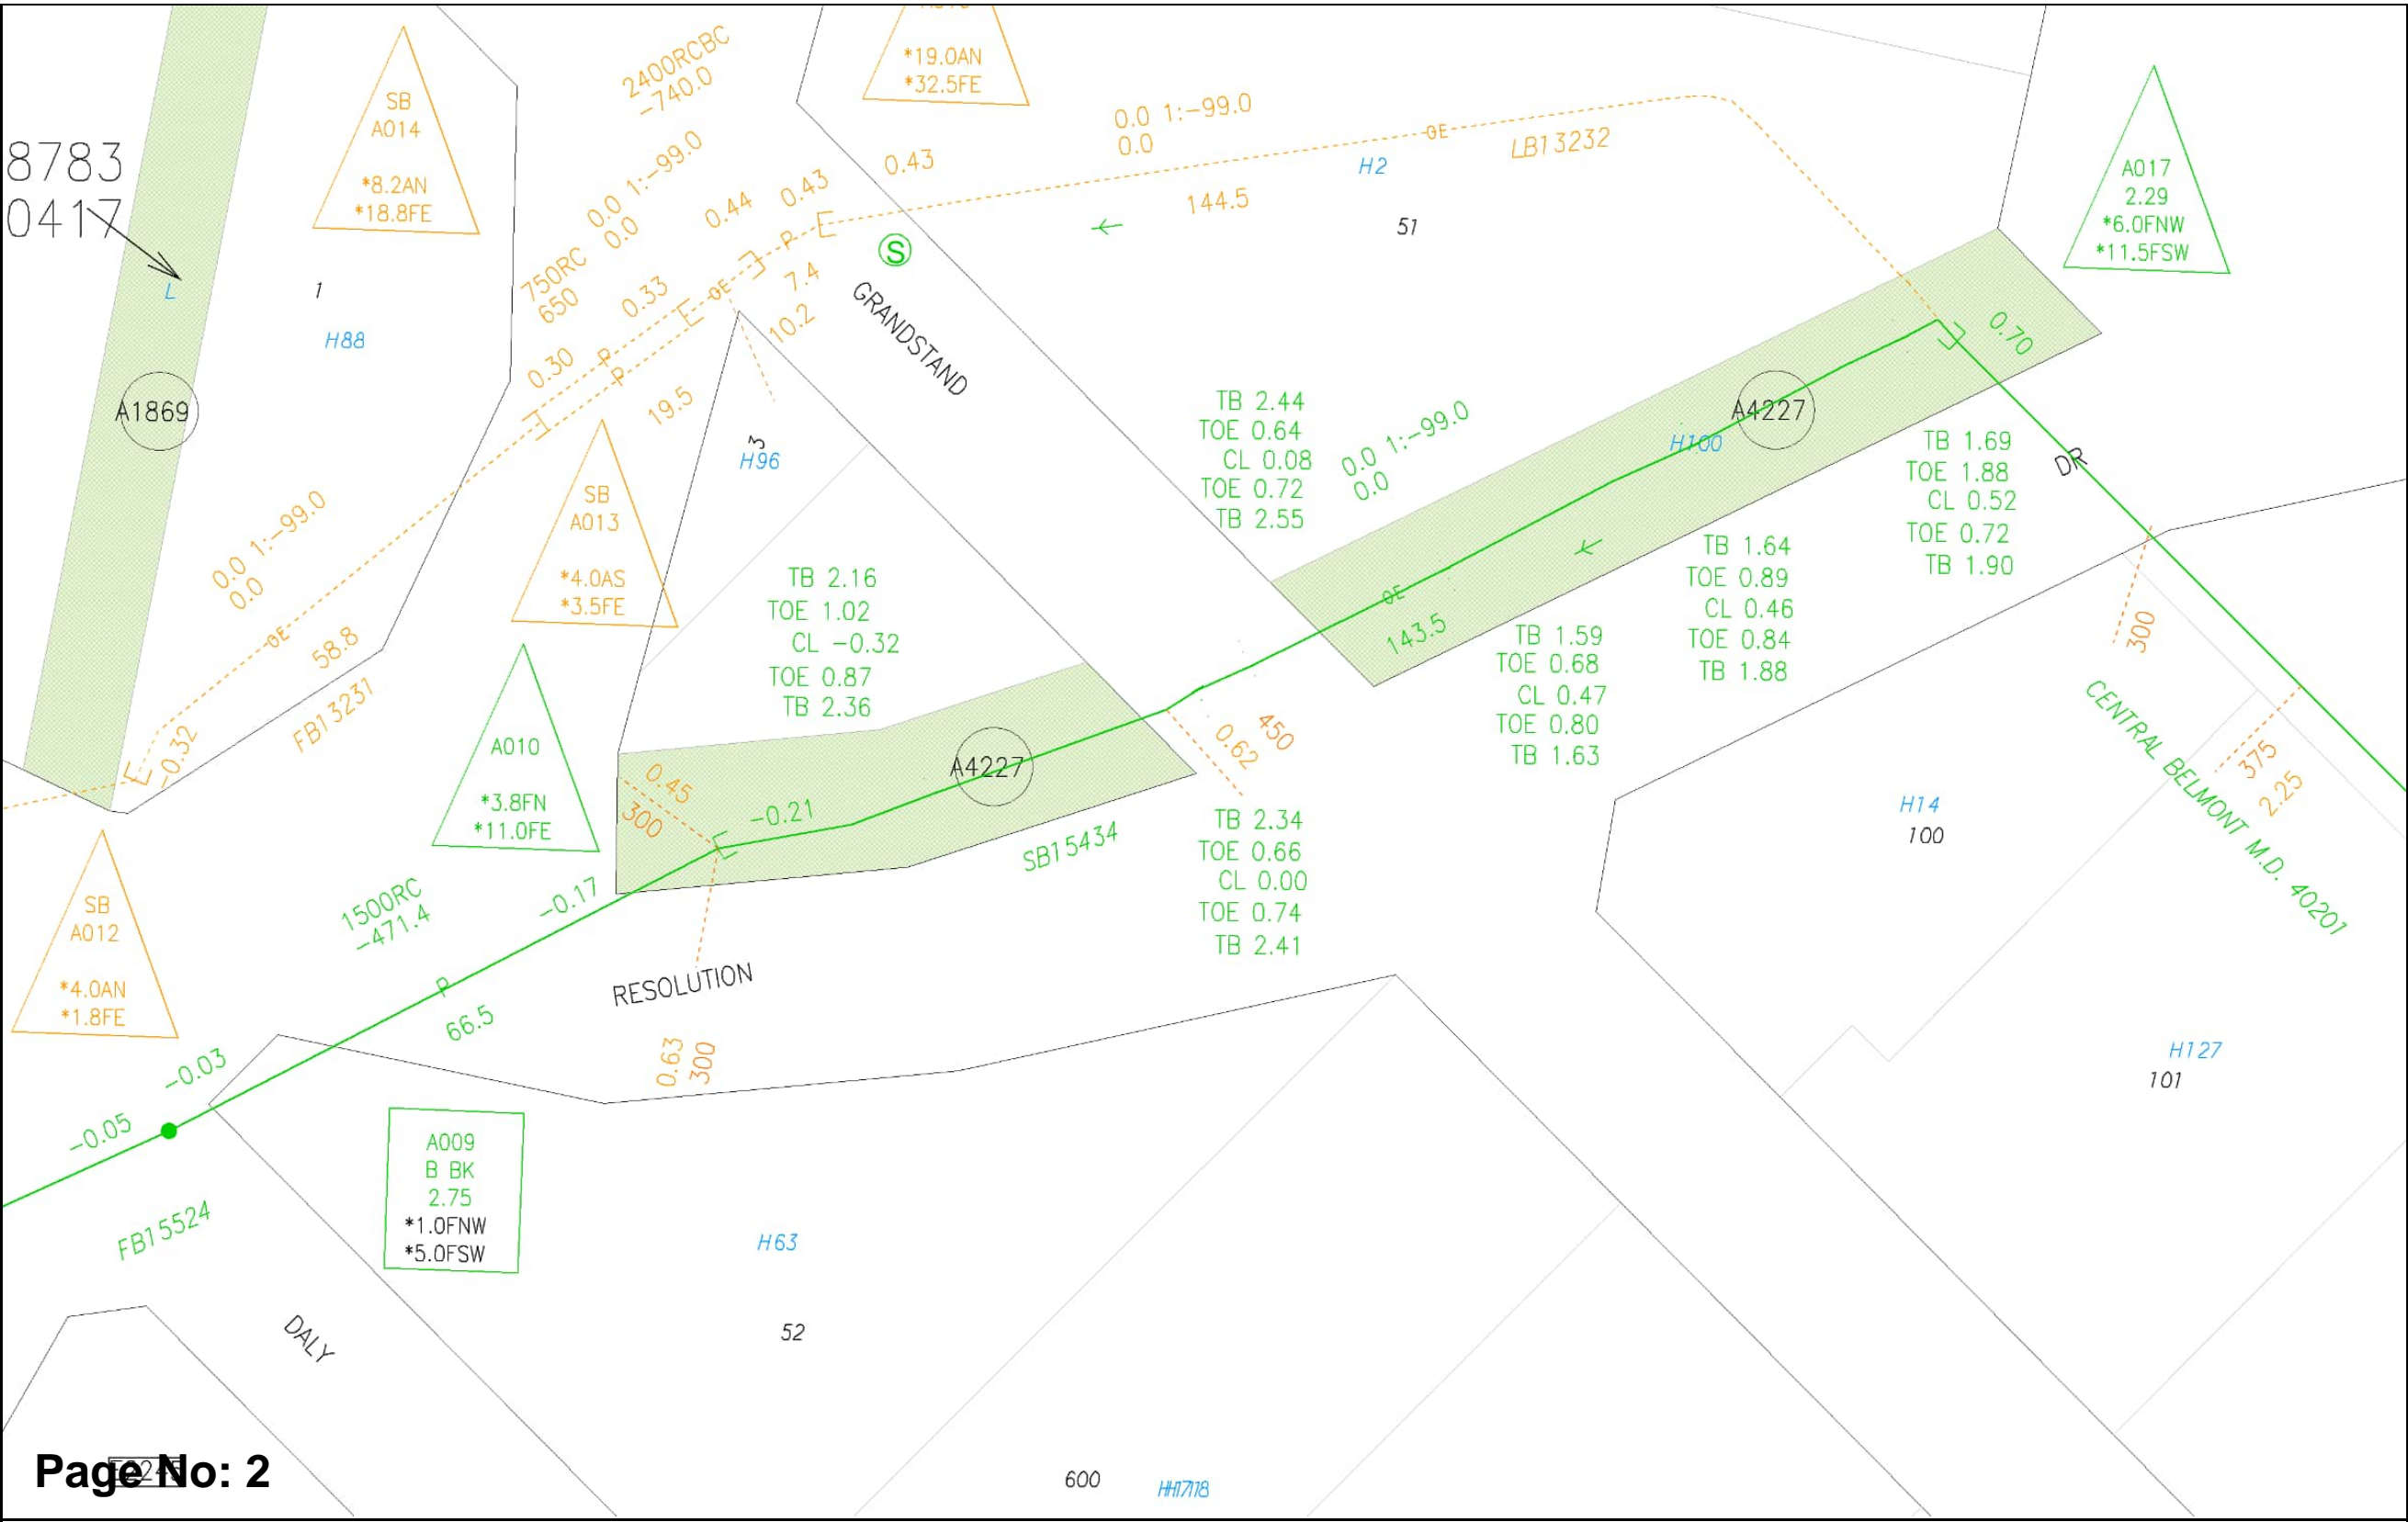 *19.0AN
*32.5FE
2400RCBC
-740.0
SB
A014
*8.2AN
*18.8FE
8783
0417
L
1
H88
A1869
750RC
650
0.0 1:-99.0
0.0
0.44
0.43
0.43
0.33
0.30
P
P
P
OE
7.4
10.2
19.5
S
GRANDSTAND
0.0 1:-99.0
0.0
OE
LB13232
H2
144.5
51
A017
2.29
*6.0FNW
*11.5FSW
0.70
A4227
H100
DR
TB 2.44
TOE 0.64
CL 0.08
TOE 0.72
TB 2.55
0.0 1:-99.0
0.0
TB 1.69
TOE 1.88
CL 0.52
TOE 0.72
TB 1.90
TB 1.64
TOE 0.89
CL 0.46
TOE 0.84
TB 1.88
TB 1.59
TOE 0.68
CL 0.47
TOE 0.80
TB 1.63
OE
143.5
3
H96
SB
A013
*4.0AS
*3.5FE
0.0 1:-99.0
0.0
OE
58.8
FB13231
-0.32
TB 2.16
TOE 1.02
CL -0.32
TOE 0.87
TB 2.36
A010
*3.8FN
*11.0FE
0.45
300
-0.21
A4227
SB15434
450
0.62
TB 2.34
TOE 0.66
CL 0.00
TOE 0.74
TB 2.41
300
375
2.25
CENTRAL BELMONT M.D. 40201
H14
100
H127
101
SB
A012
*4.0AN
*1.8FE
1500RC
-471.4
-0.17
P
66.5
RESOLUTION
0.63
300
-0.03
-0.05
FB15524
A009
B BK
2.75
*1.0FNW
*5.0FSW
H63
52
DALY
600
Page No: 2